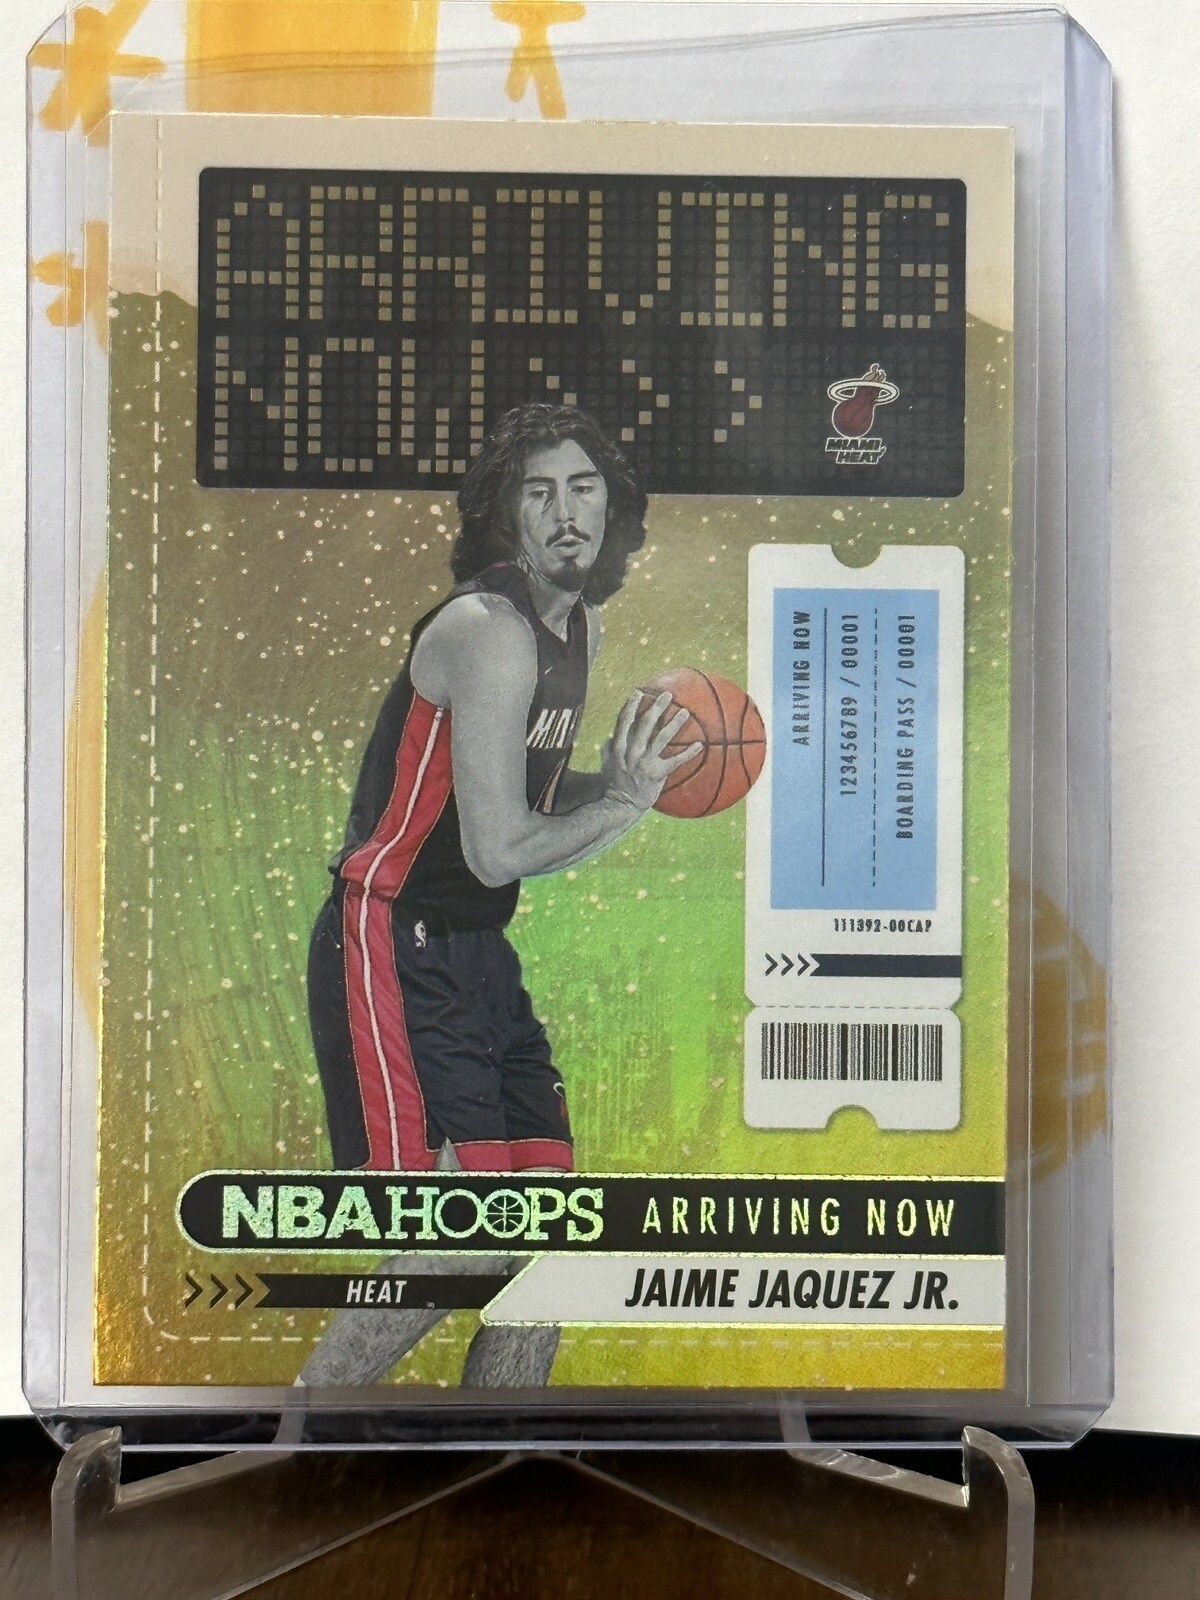 ARRIVING
NOW>>>
MIAMI
HEAT
ARRIVING NOW
123456789 / 00001
BOARDING PASS / 00001
111392-00CAP
>>>>
NBA HOOPS ARRIVING NOW
>>>> HEAT
JAIME JAQUEZ JR.